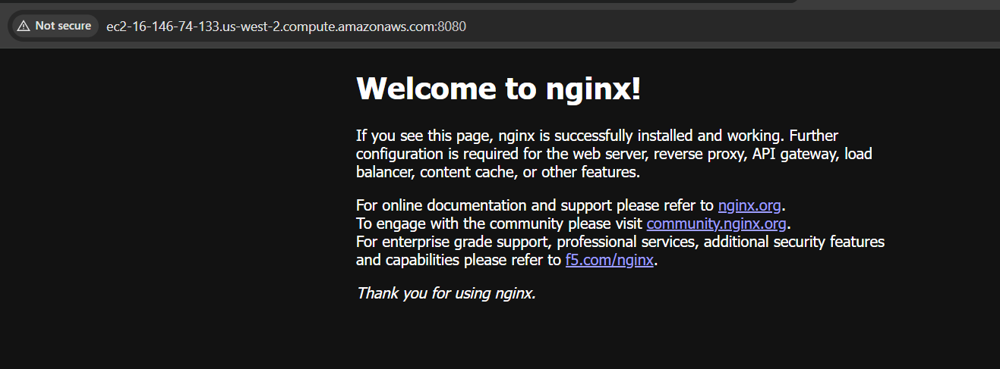 Not secure ec2-16-146-74-133.us-west-2.compute.amazonaws.com:8080
Welcome to nginx!
If you see this page, nginx is successfully installed and working. Further
configuration is required for the web server, reverse proxy, API gateway, load
balancer, content cache, or other features.
For online documentation and support please refer to nginx.org.
To engage with the community please visit community.nginx.org.
For enterprise grade support, professional services, additional security features
and capabilities please refer to f5.com/nginx.
Thank you for using nginx.